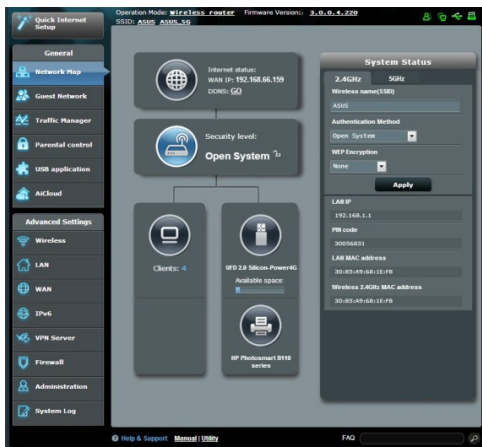 Quick Internet Setup
Operation Mode: Wireless router Firmware Version: 3.0.0.4.220
SSID: ASUS ASUS_5G
General
Network Map
Guest Network
Traffic Manager
Parental control
USB application
AiCloud
Advanced Settings
Wireless
LAN
WAN
IPv6
VPN Server
Firewall
Administration
System Log
Internet status:
WAN IP: 192.168.66.159
DDNS: GO
Security level:
Open System
Clients: 4
UFD 2.0 Silicon-Power4G
Available space:
HP Photosmart B110 series
System Status
2.4GHz 5GHz
Wireless name(SSID)
ASUS
Authentication Method
Open System
WEP Encryption
None
Apply
LAN IP
192.168.1.1
PIN code
30056831
LAN MAC address
30:85:A9:68:1E:F8
Wireless 2.4GHz MAC address
30:85:A9:68:1E:F8
Help & Support Manual | Utility FAQ